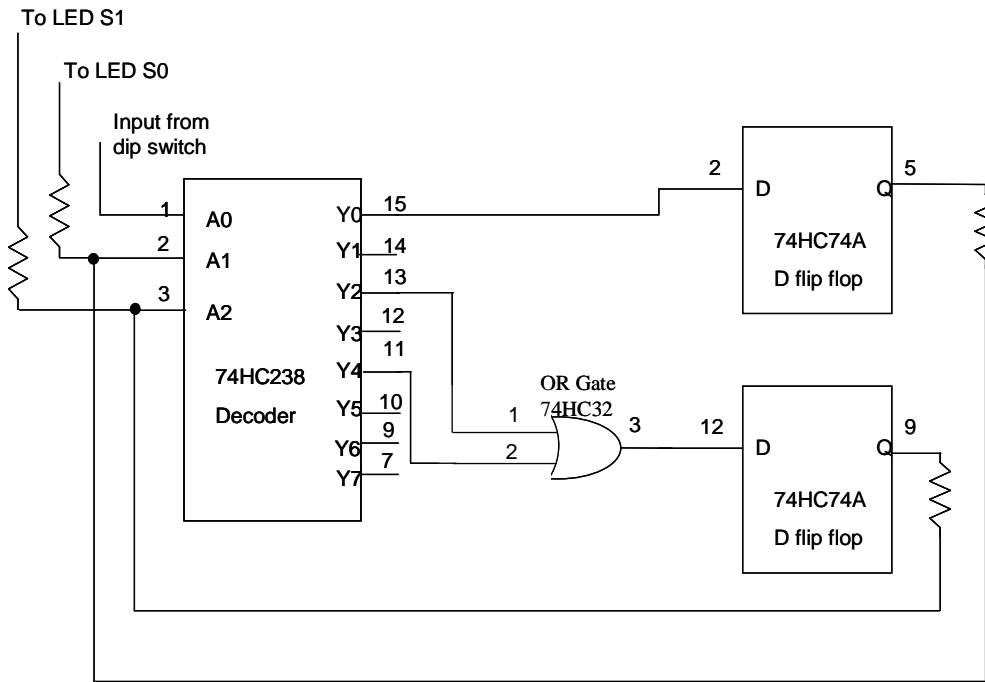 To LED S1
To LED S0
Input from
dip switch
1
A0
2
A1
3
A2
74HC238
Decoder
Y0
15
Y1
14
Y2
13
Y3
12
Y4
11
Y5
10
Y6
9
Y7
7
OR Gate
74HC32
1
2
3
2
D
Q
5
74HC74A
D flip flop
12
D
Q
9
74HC74A
D flip flop